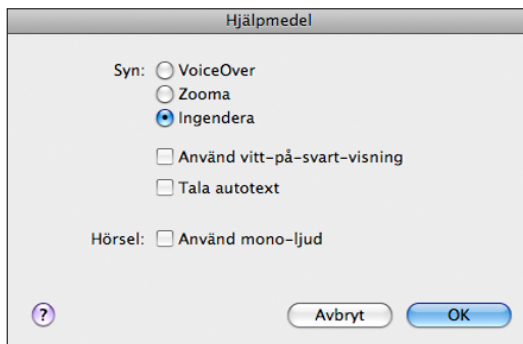 Hjälpmedel
Syn: VoiceOver
Zooma
Ingendera
Använd vitt-på-svart-visning
Tala autotext
Hörsel: Använd mono-ljud
? Avbryt OK